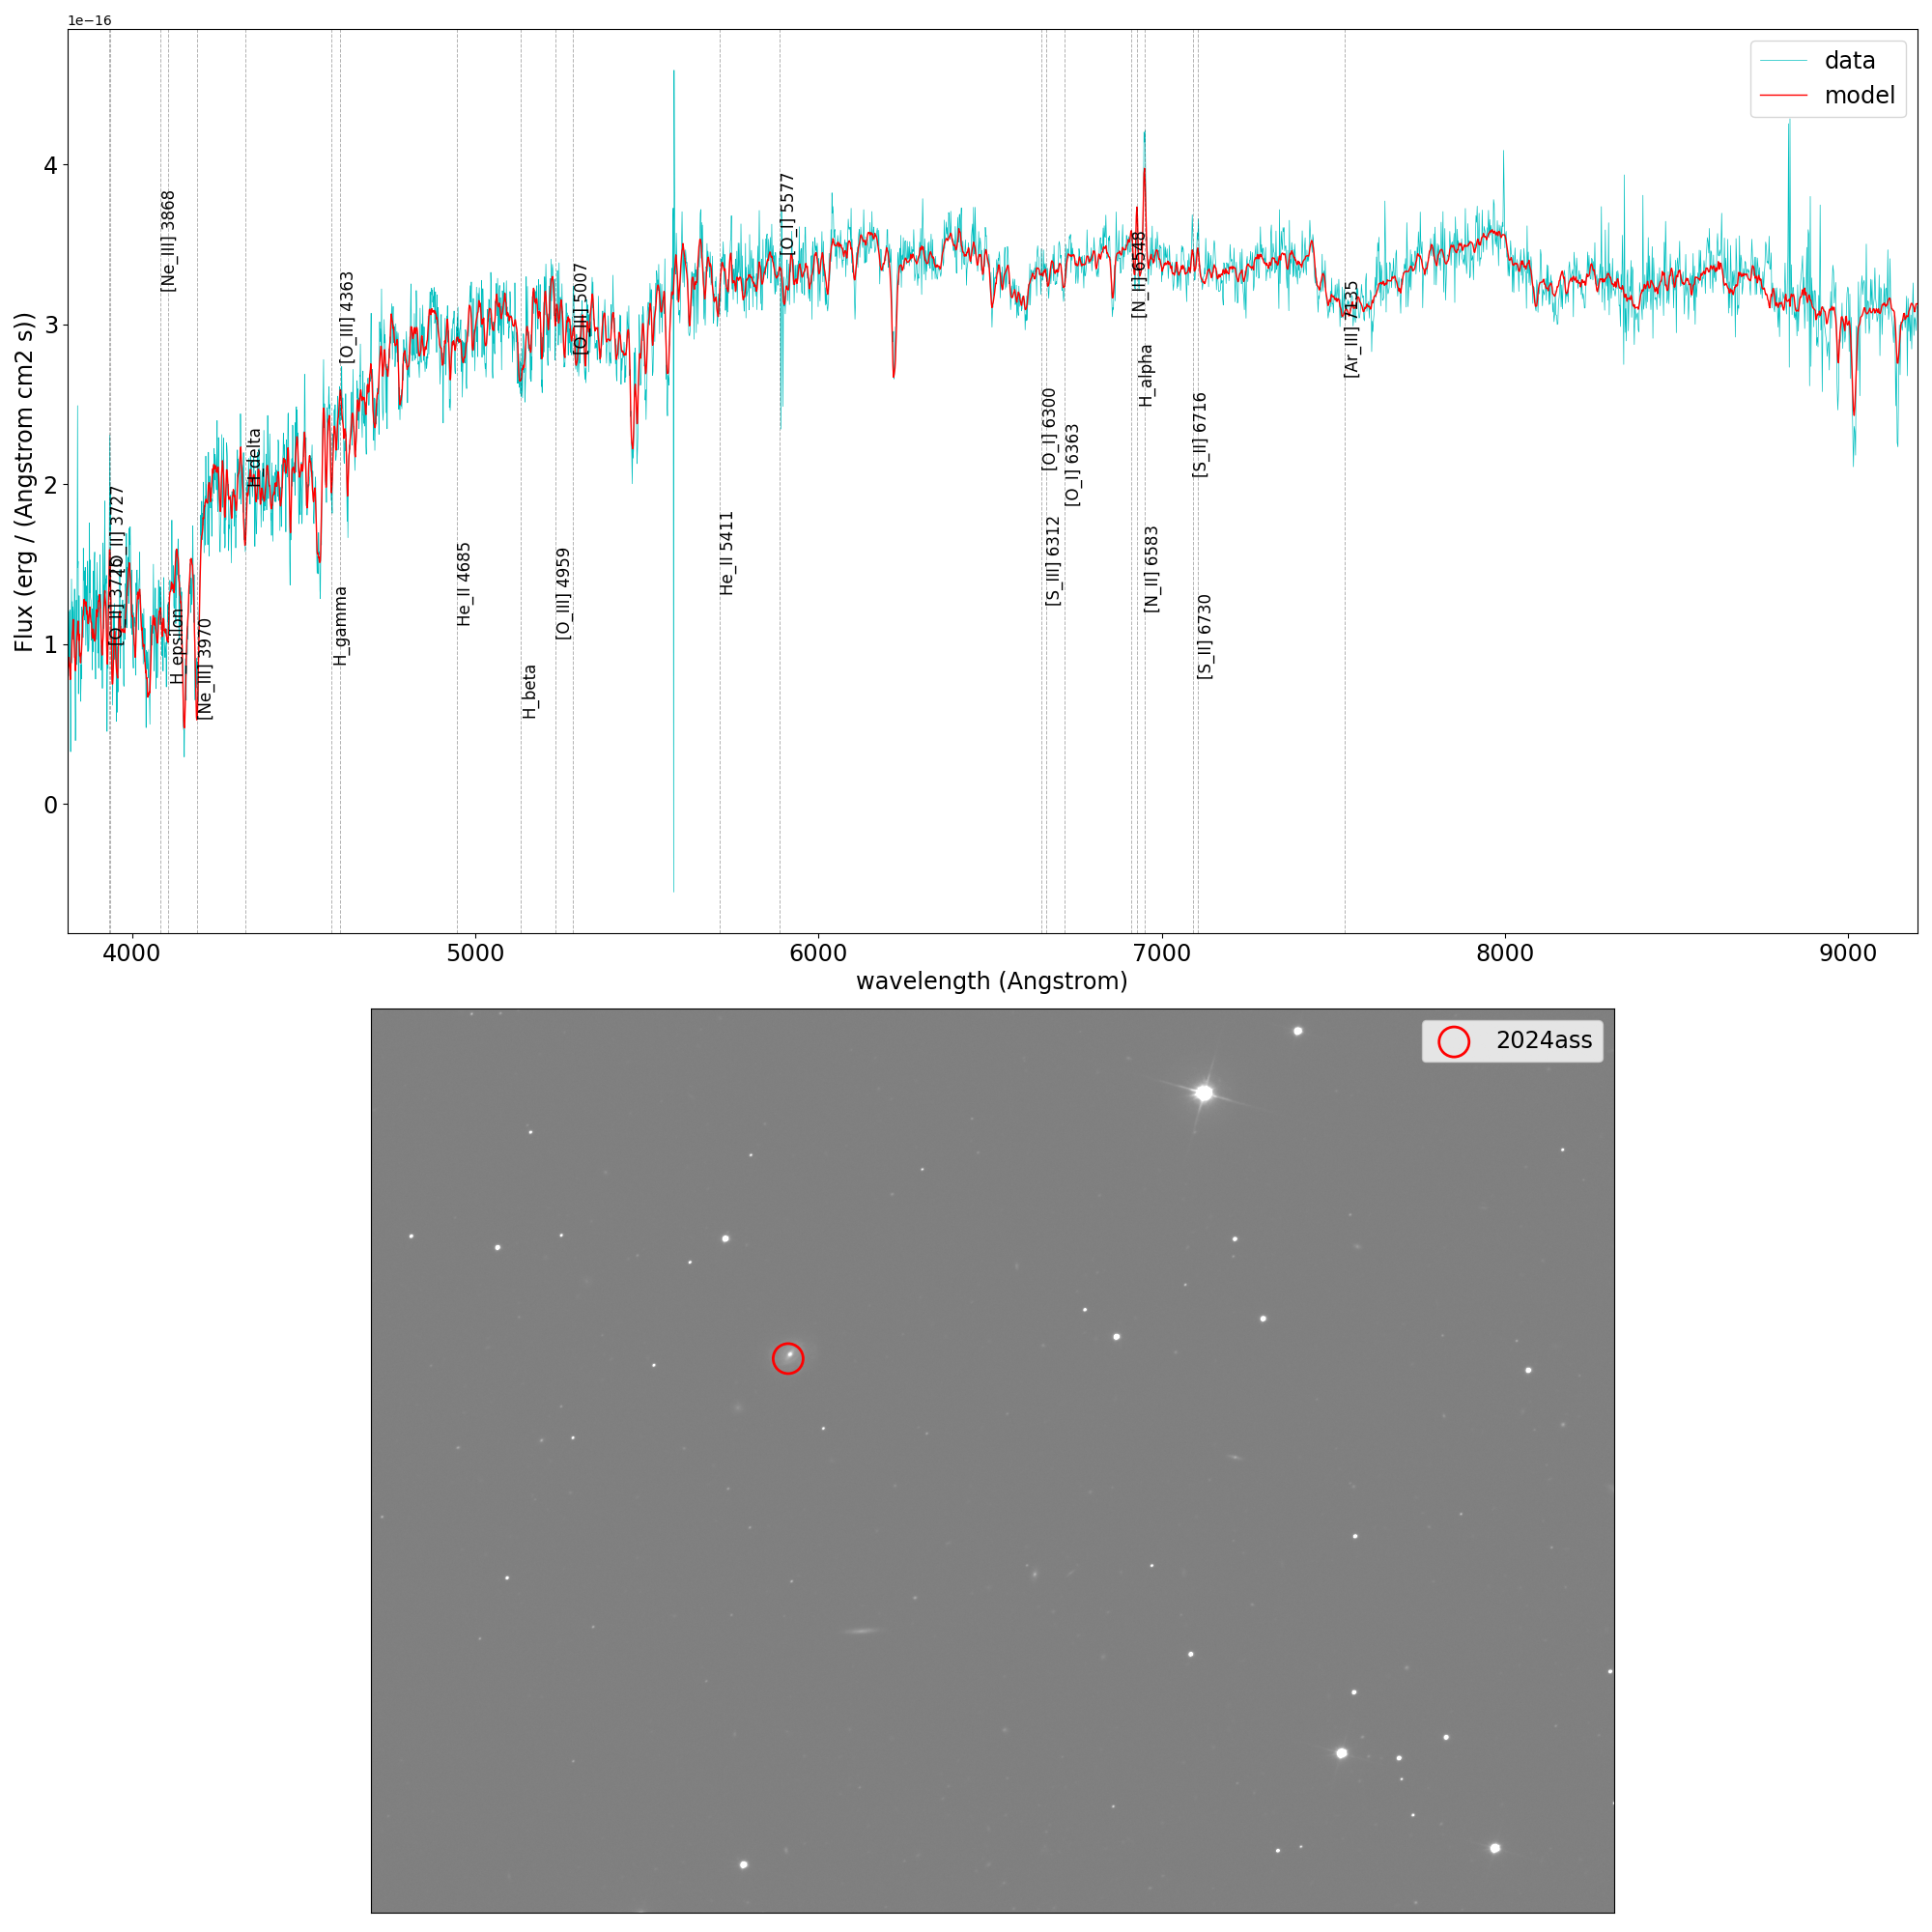 1e−16
data
model
Flux (erg / (Angstrom cm2 s))
4
3
2
1
0
[O_II] 3726
[O_II] 3727
[Ne_III] 3868
H_epsilon
[Ne_III] 3970
H_delta
H_gamma
[O_III] 4363
He_II 4685
H_beta
[O_III] 4959
[O_III] 5007
He_II 5411
[O_I] 5577
[O_I] 6300
[S_III] 6312
[O_I] 6363
[N_II] 6548
H_alpha
[N_II] 6583
[S_II] 6716
[S_II] 6730
[Ar_III] 7135
4000
5000
6000
7000
8000
9000
wavelength (Angstrom)
2024ass